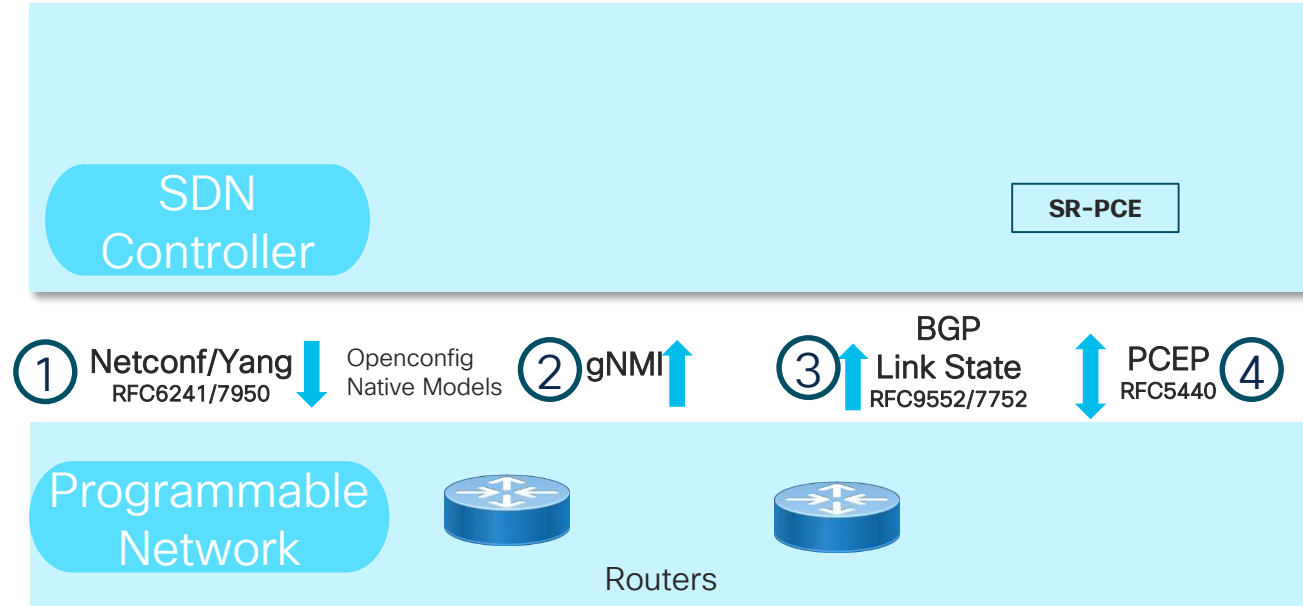 SDN
Controller
SR-PCE
1
Netconf/Yang
RFC6241/7950
Openconfig
Native Models
2
gNMI
3
BGP
Link State
RFC9552/7752
PCEP
RFC5440
4
Programmable
Network
Routers